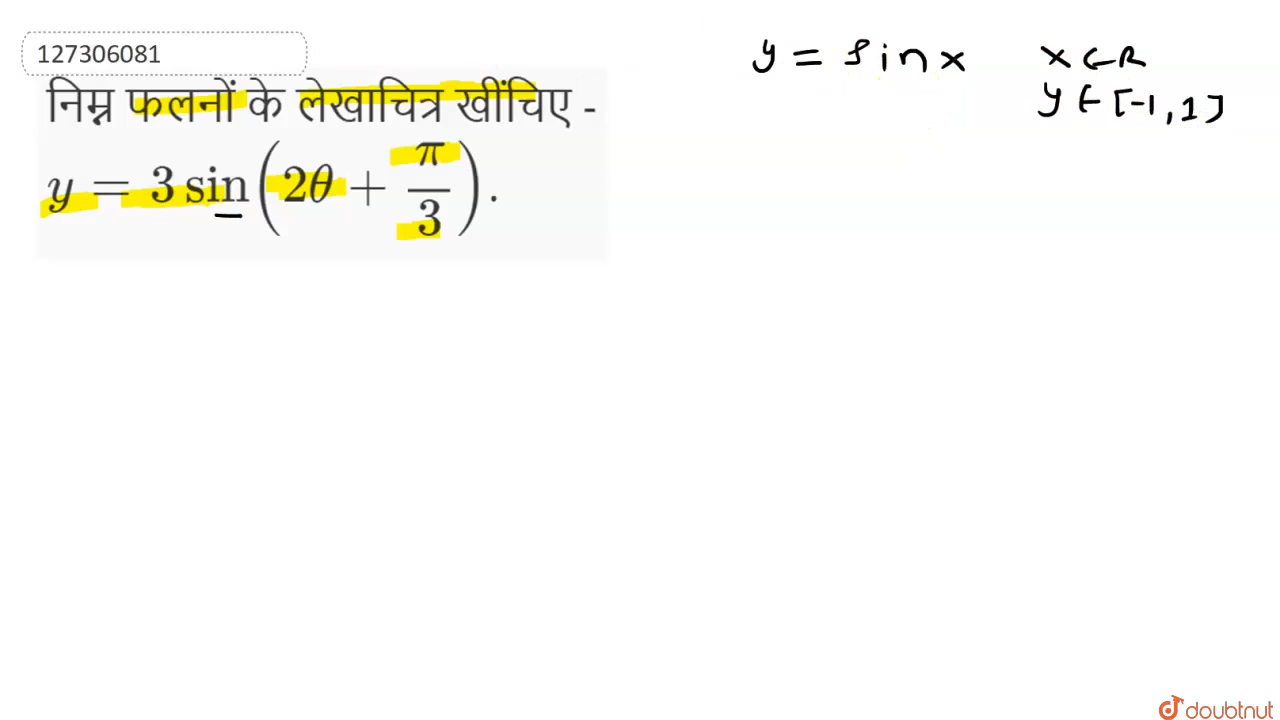 127306081
निम्न फलनों के लेखाचित्र खींचिए -
y = 3 sin(2θ + π/3).
y = sin x   x ∈ R
y ∈ [-1, 1]
doubtnut